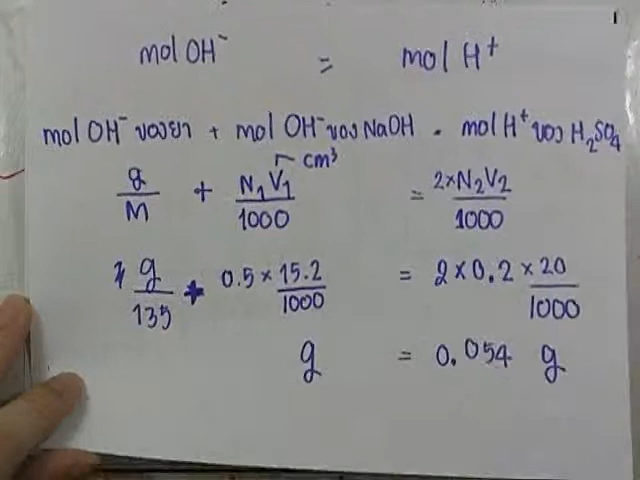 1
mol OH⁻ = mol H⁺
mol OH⁻ ของยา + mol OH⁻ ของ NaOH = mol H⁺ ของ H₂SO₄
g/M + N₁V₁/1000 = 2×N₂V₂/1000
cm³
g/135 + 0.5 × 15.2/1000 = 2 × 0.2 × 20/1000
g = 0.054 g